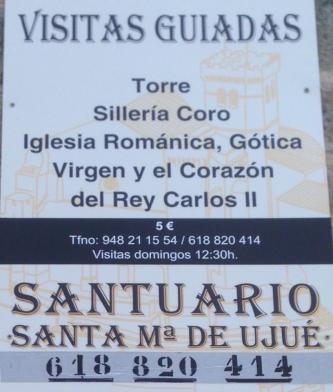 VISITAS GUIADAS
Torre
Sillería Coro
Iglesia Románica, Gótica
Virgen y el Corazón
del Rey Carlos II
5 €
Tfno: 948 21 15 54 / 618 820 414
Visitas domingos 12:30h.
SANTUARIO
·SANTA Mª DE UJUÉ·
618 820 414